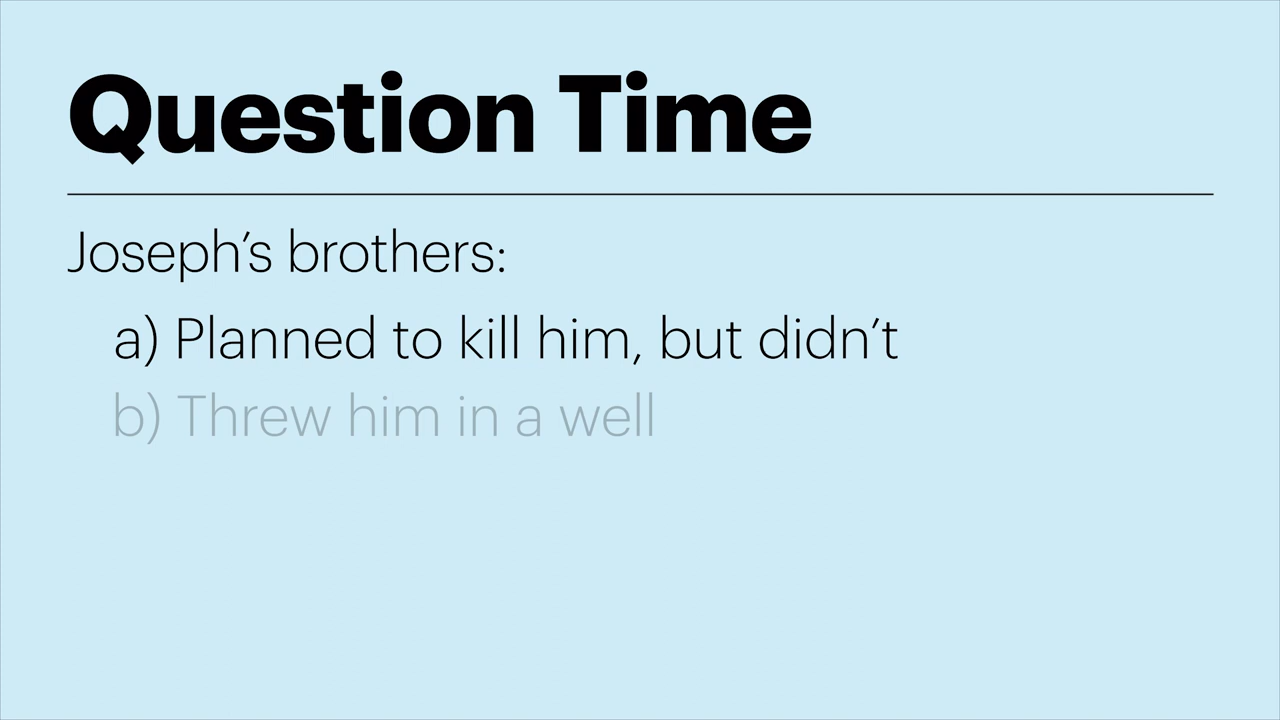 Question Time
Joseph’s brothers:
a) Planned to kill him, but didn’t
b) Threw him in a well